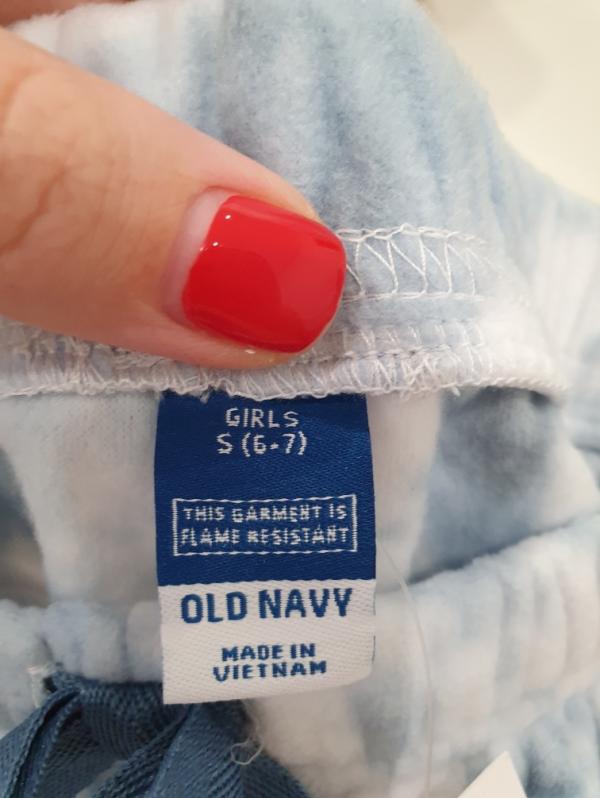 GIRLS
S (6-7)
THIS GARMENT IS
FLAME RESISTANT
OLD NAVY
MADE IN
VIETNAM